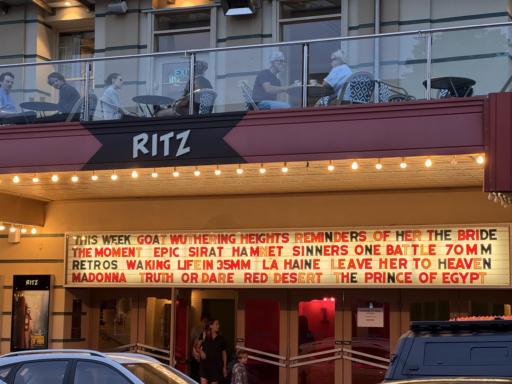 RITZ
THIS WEEK GOAT WUTHERING HEIGHTS REMINDERS OF HER THE BRIDE
THE MOMENT EPIC SIRAT HAMNET SINNERS ONE BATTLE 70MM
RETROS WAKING LIFE IN 35MM LA HAINE LEAVE HER TO HEAVEN
MADONNA TRUTH OR DARE RED DESERT THE PRINCE OF EGYPT
RITZ